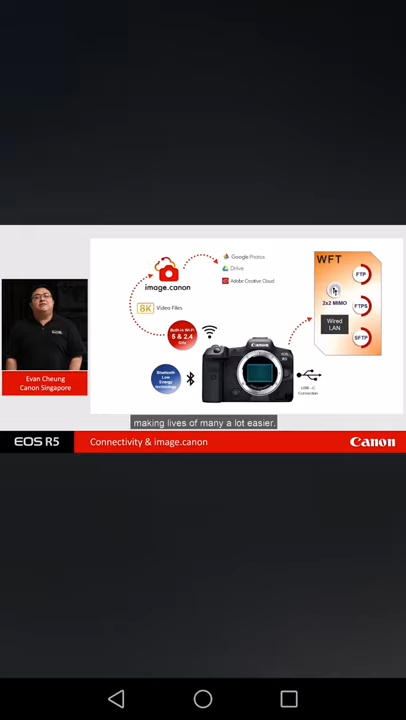 WFT
Google Photos
Drive
Adobe Creative Cloud
image.canon
FTP
2x2 MIMO
8K Video Files
FTPS
Wired
LAN
Built-in Wi-Fi
5 & 2.4
GHz
SFTP
Canon
EOS
R5
Bluetooth
Low
Energy
technology
USB-C
Connection
Evan Cheung
Canon Singapore
making lives of many a lot easier.
EOS R5
Connectivity & image.canon
Canon